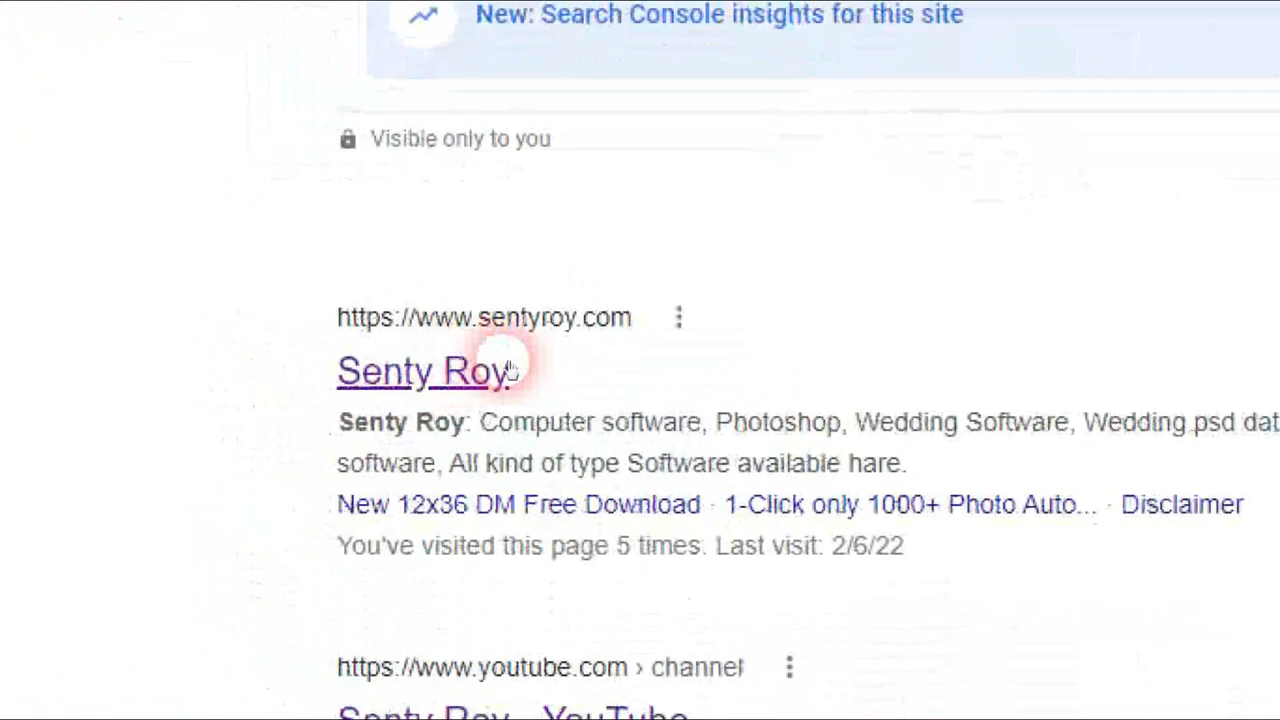 New: Search Console insights for this site
Visible only to you
https://www.sentyroy.com
Senty Roy
Senty Roy: Computer software, Photoshop, Wedding Software, Wedding psd dat
software, All kind of type Software available hare.
New 12x36 DM Free Download · 1-Click only 1000+ Photo Auto... · Disclaimer
You've visited this page 5 times. Last visit: 2/6/22
https://www.youtube.com › channel
Senty Roy - YouTube